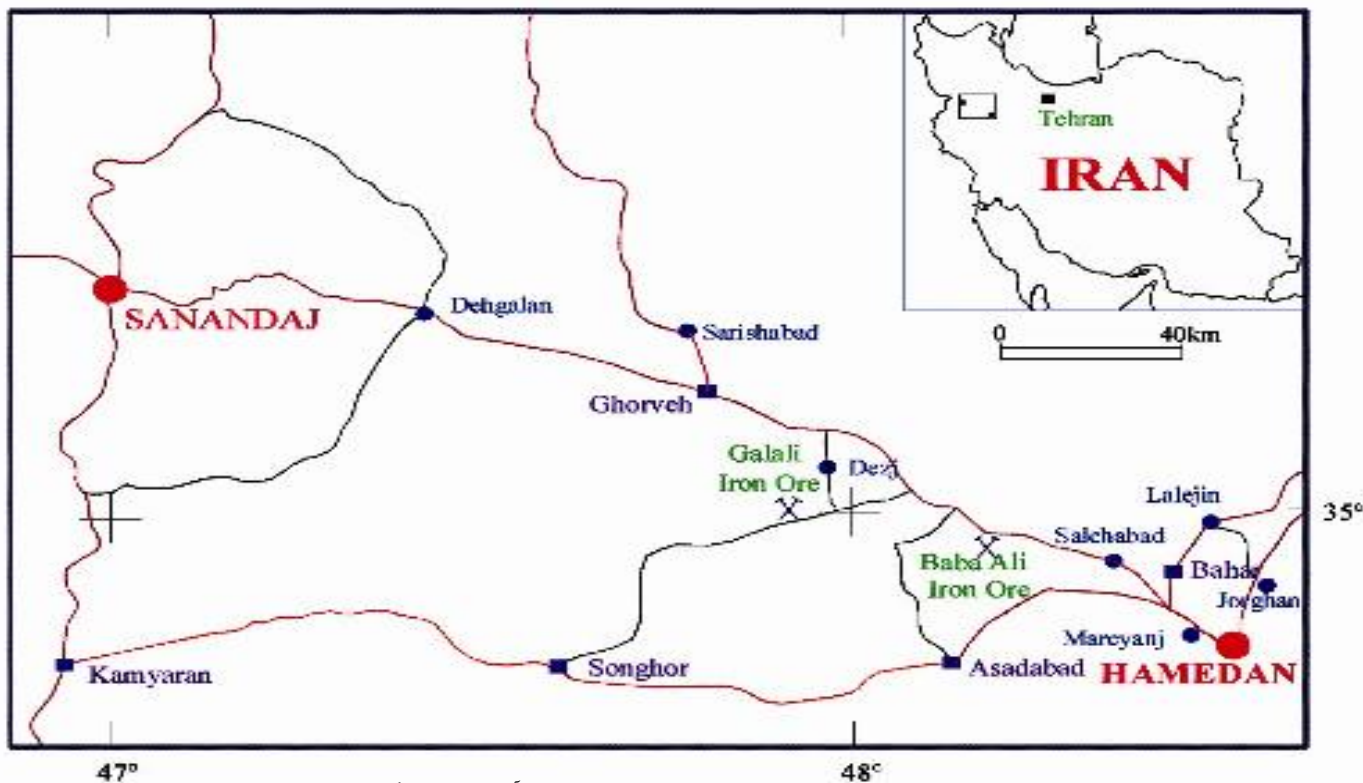 Tehran
IRAN
0 40km
SANANDAJ
Dehgalan
Sarishabad
Ghorveh
Galali
Iron Ore
Dezj
Lalejin
35°
Salehabad
Baba Ali
Iron Ore
Bahar
Jorghan
Mareyanj
HAMEDAN
Kamyaran
Songhor
Asadabad
47°
48°